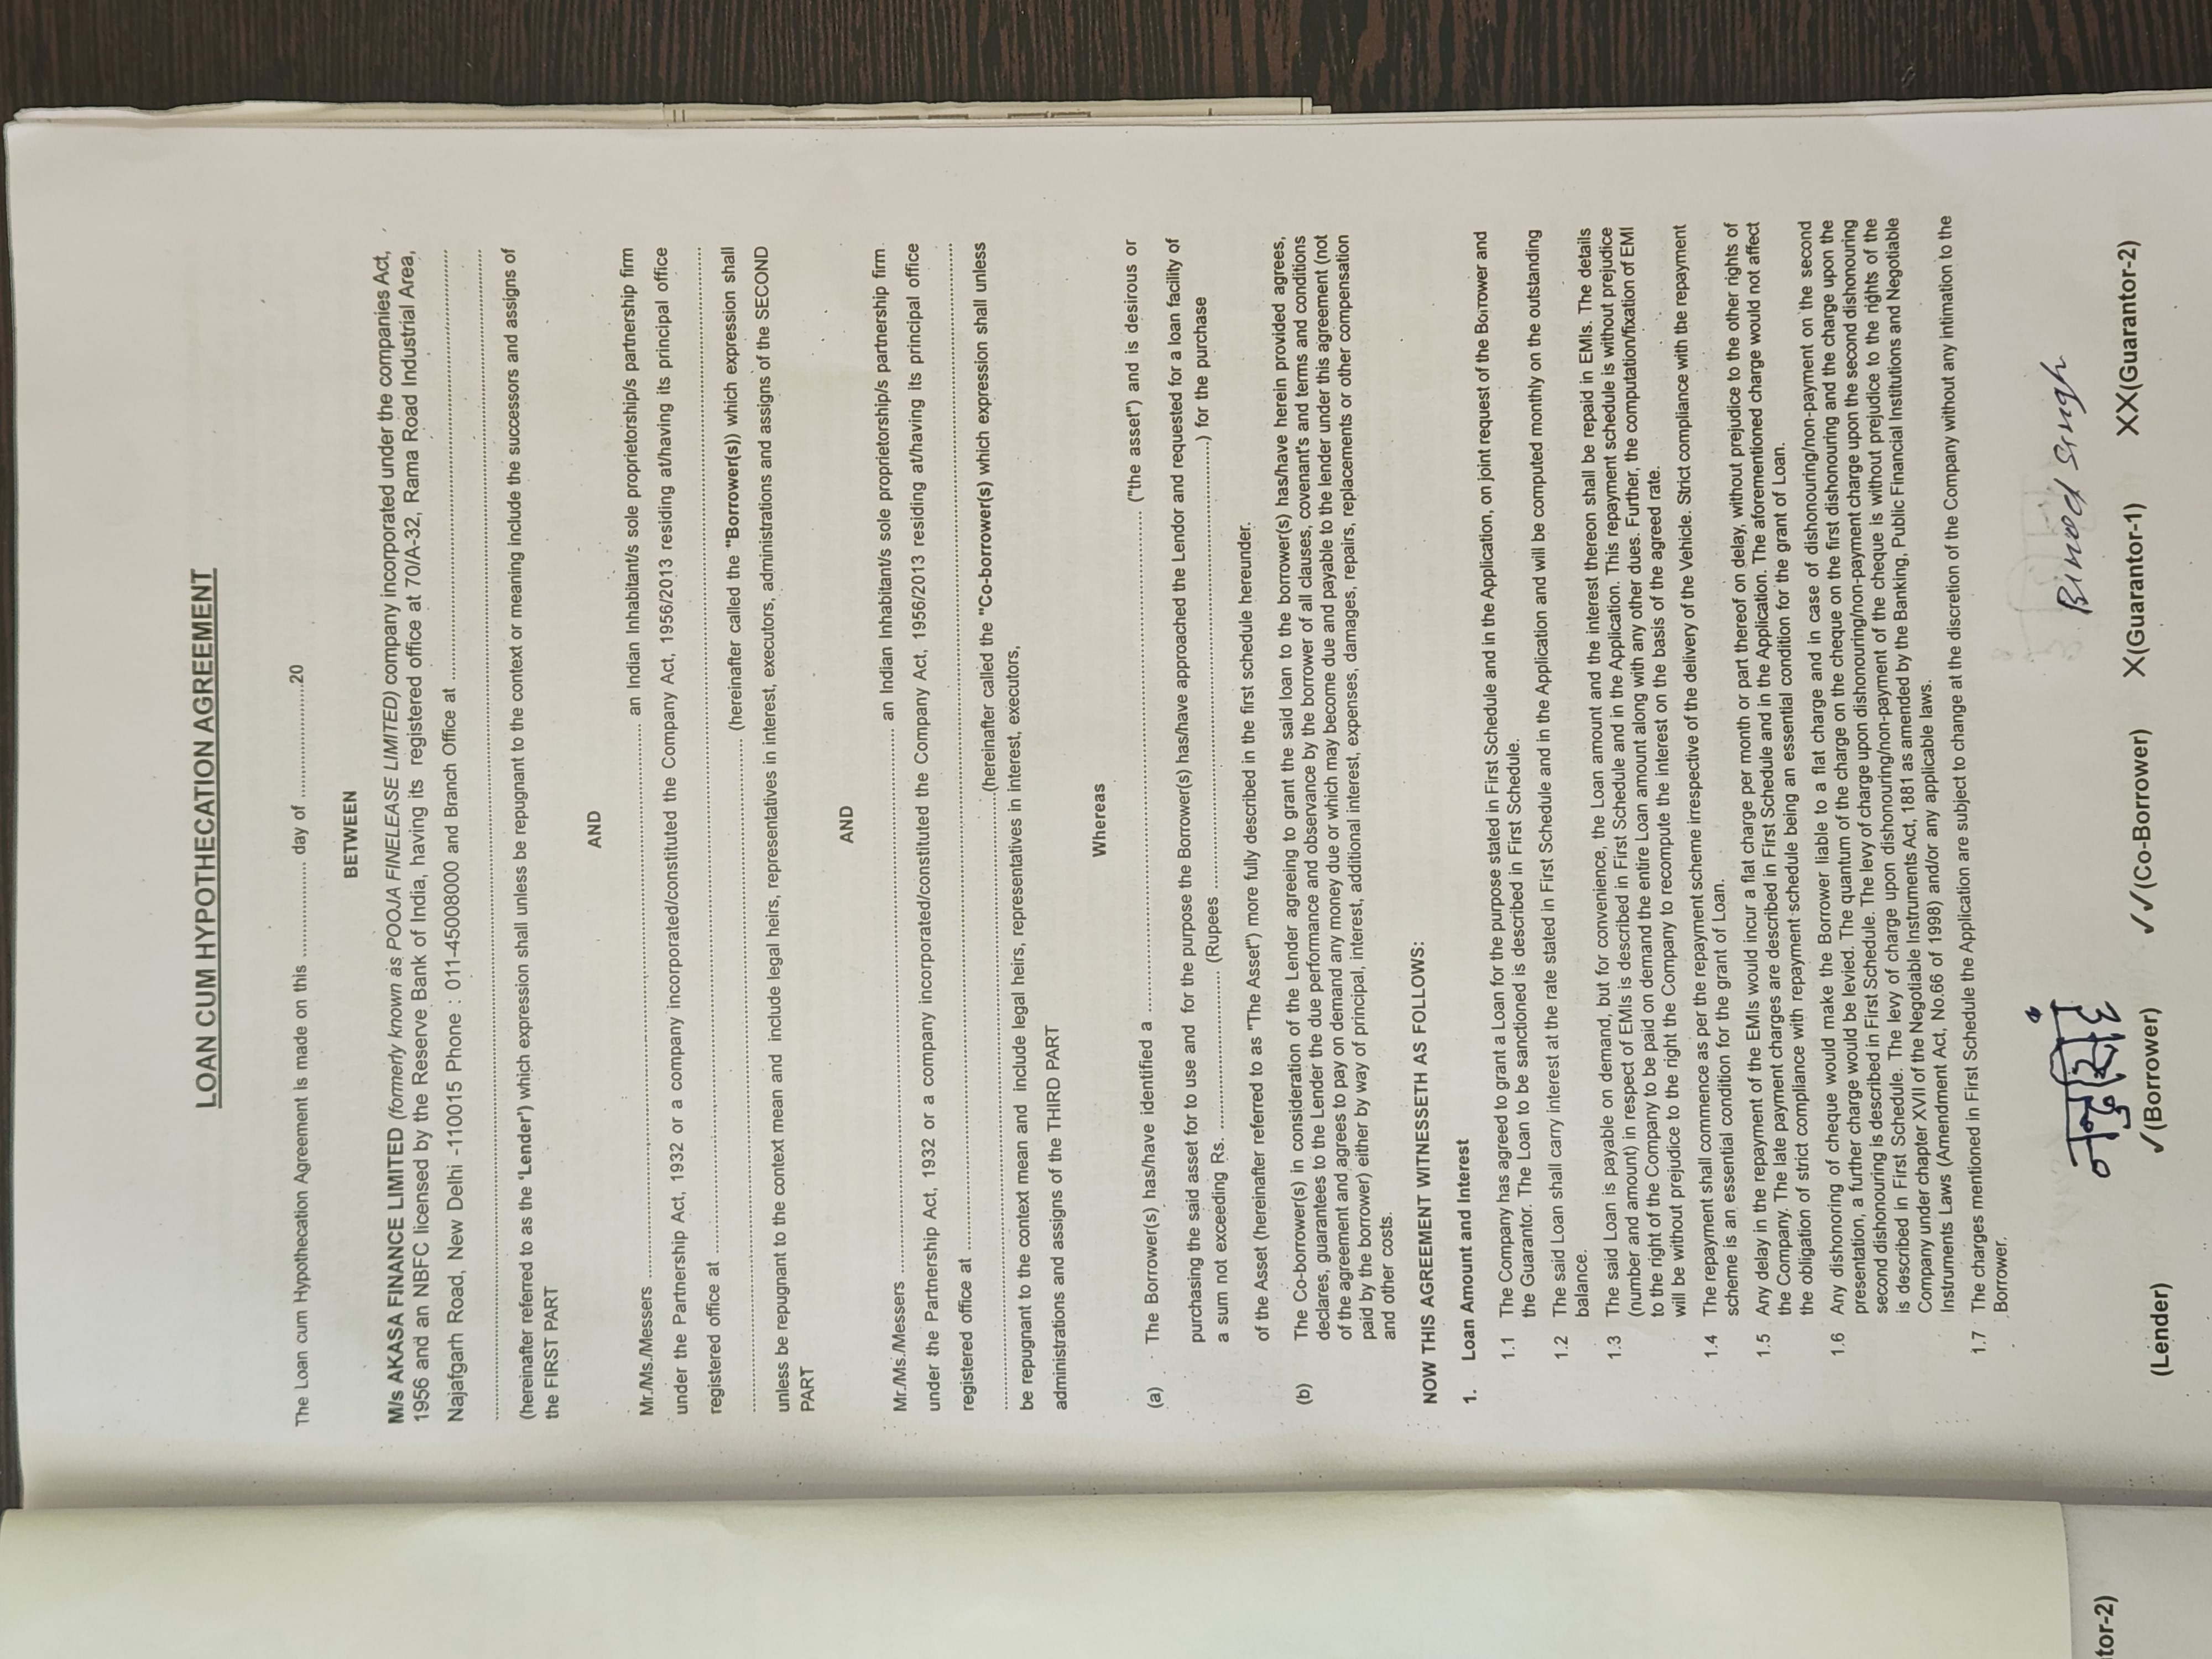 LOAN CUM HYPOTHECATION AGREEMENT
The Loan cum Hypothecation Agreement is made on this ................... day of .......................20
BETWEEN
M/s AKASA FINANCE LIMITED (formerly known as POOJA FINELEASE LIMITED) company incorporated under the companies Act,
1956 and an NBFC licensed by the Reserve Bank of India, having its registered office at 70/A-32, Rama Road Industrial Area,
Najafgarh Road, New Delhi -110015 Phone : 011-45008000 and Branch Office at ....................
....................
(hereinafter referred to as the 'Lender') which expression shall unless be repugnant to the context or meaning include the successors and assigns of
the FIRST PART
AND
Mr./Ms./Messers .................... an Indian Inhabitant/s sole proprietorship/s partnership firm
under the Partnership Act, 1932 or a company incorporated/constituted the Company Act, 1956/2013 residing at/having its principal office
registered office at ....................
.................... (hereinafter called the "Borrower(s)) which expression shall
unless be repugnant to the context mean and include legal heirs, representatives in interest, executors, administrations and assigns of the SECOND
PART
AND
Mr./Ms./Messers .................... an Indian Inhabitant/s sole proprietorship/s partnership firm
under the Partnership Act, 1932 or a company incorporated/constituted the Company Act, 1956/2013 residing at/having its principal office
registered office at ....................
....................(hereinafter called the "Co-borrower(s) which expression shall unless
be repugnant to the context mean and include legal heirs, representatives in interest, executors,
administrations and assigns of the THIRD PART
Whereas
(a) The Borrower(s) has/have identified a .................... ("the asset") and is desirous or
purchasing the said asset for to use and for the purpose the Borrower(s) has/have approached the Lendor and requested for a loan facility of
a sum not exceeding Rs. .................... (Rupees ....................) for the purchase
of the Asset (hereinafter referred to as "The Asset") more fully described in the first schedule hereunder.
(b) The Co-borrower(s) in consideration of the Lender agreeing to grant the said loan to the borrower(s) has/have herein provided agrees,
declares, guarantees to the Lender the due performance and observance by the borrower of all clauses, covenant's and terms and conditions
of the agreement and agrees to pay on demand any money due or which may become due and payable to the lender under this agreement (not
paid by the borrower) either by way of principal, interest, additional interest, expenses, damages, repairs, replacements or other compensation
and other costs.
NOW THIS AGREEMENT WITNESSETH AS FOLLOWS:
1. Loan Amount and Interest
1.1 The Company has agreed to grant a Loan for the purpose stated in First Schedule and in the Application, on joint request of the Borrower and
the Guarantor. The Loan to be sanctioned is described in First Schedule.
1.2 The said Loan shall carry interest at the rate stated in First Schedule and in the Application and will be computed monthly on the outstanding
balance.
1.3 The said Loan is payable on demand, but for convenience, the Loan amount and the interest thereon shall be repaid in EMIs. The details
(number and amount) in respect of EMIs is described in First Schedule and in the Application. This repayment schedule is without prejudice
to the right of the Company to be paid on demand the entire Loan amount along with any other dues. Further, the computation/fixation of EMI
will be without prejudice to the right the Company to recompute the interest on the basis of the agreed rate.
1.4 The repayment shall commence as per the repayment scheme irrespective of the delivery of the Vehicle. Strict compliance with the repayment
scheme is an essential condition for the grant of Loan.
1.5 Any delay in the repayment of the EMIs would incur a flat charge per month or part thereof on delay, without prejudice to the other rights of
the Company. The late payment charges are described in First Schedule and in the Application. The aforementioned charge would not affect
the obligation of strict compliance with repayment schedule being an essential condition for the grant of Loan.
1.6 Any dishonoring of cheque would make the Borrower liable to a flat charge and in case of dishonouring/non-payment on the second
presentation, a further charge would be levied. The quantum of the charge on the cheque on the first dishonouring and the charge upon the
second dishonouring is described in First Schedule. The levy of charge upon dishonouring/non-payment charge upon the second dishonouring
is described in First Schedule. The levy of charge upon dishonouring/non-payment of the cheque is without prejudice to the rights of the
Company under chapter XVII of the Negotiable Instruments Act, 1881 as amended by the Banking, Public Financial Institutions and Negotiable
Instruments Laws (Amendment Act, No.66 of 1998) and/or any applicable laws.
1.7 The charges mentioned in First Schedule the Application are subject to change at the discretion of the Company without any intimation to the
Borrower.
नन्दुसिहं Binod Singh
tor-2)
(Lender) ✓(Borrower) ✓✓(Co-Borrower) X(Guarantor-1) XX(Guarantor-2)